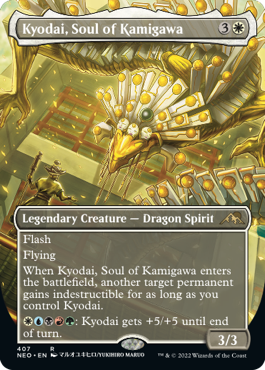 Kyodai, Soul of Kamigawa 3
Legendary Creature — Dragon Spirit
Flash
Flying
When Kyodai, Soul of Kamigawa enters
the battlefield, another target permanent
gains indestructible for as long as you
control Kyodai.
: Kyodai gets +5/+5 until end
of turn.
3/3
407 R
NEO • EN マルオユキヒロ/YUKIHIRO MARUO
™ & © 2022 Wizards of the Coast